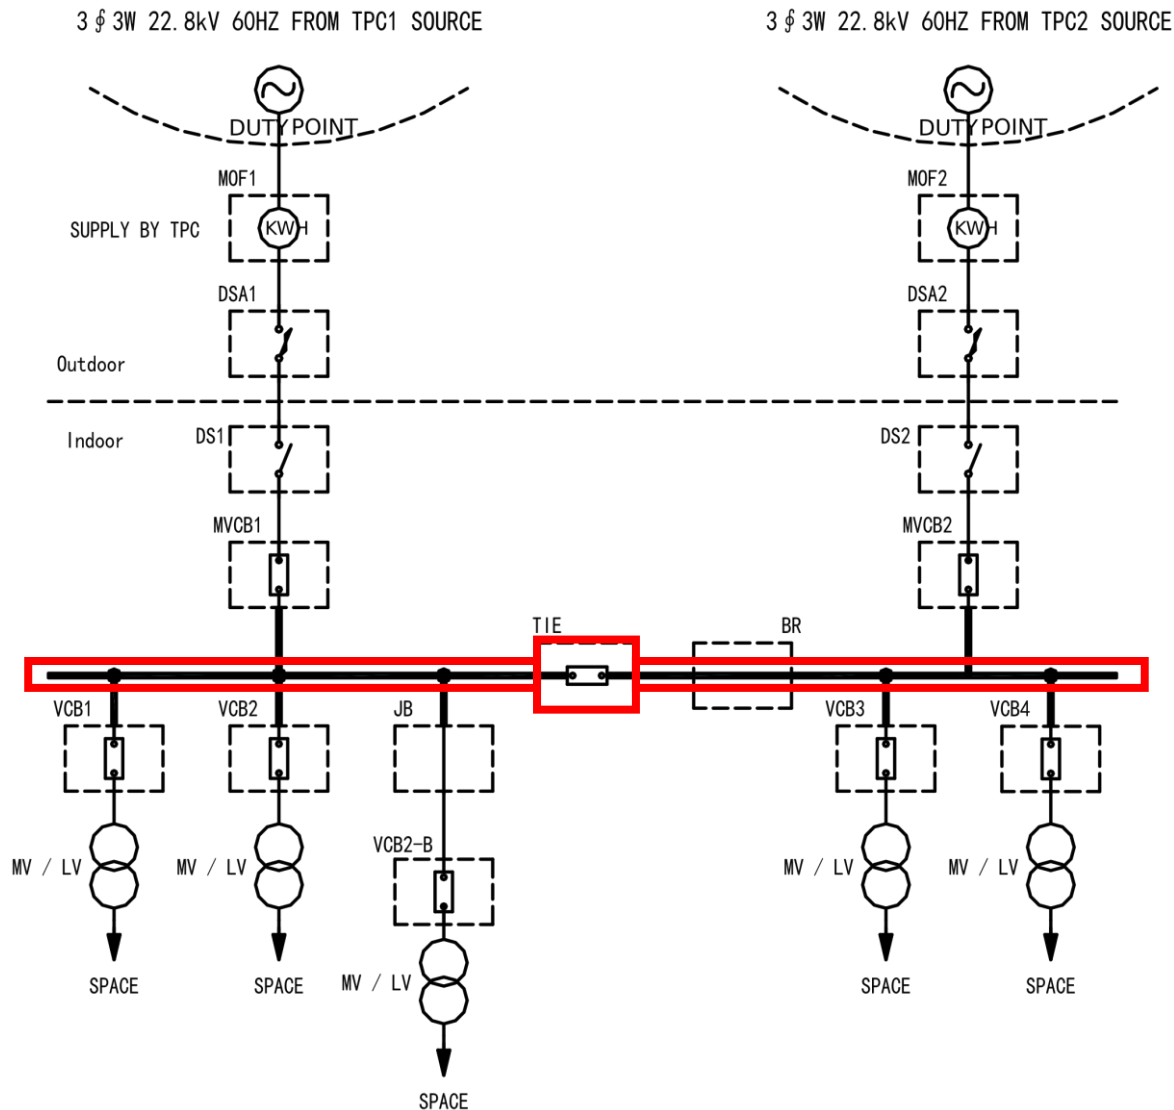 3∮3W 22.8kV 60HZ FROM TPC1 SOURCE
3∮3W 22.8kV 60HZ FROM TPC2 SOURCE
DUTY POINT
DUTY POINT
MOF1
MOF2
SUPPLY BY TPC
KWH
KWH
DSA1
DSA2
Outdoor
Indoor
DS1
DS2
MVCB1
MVCB2
TIE
BR
VCB1
VCB2
JB
VCB3
VCB4
VCB2-B
MV / LV
MV / LV
MV / LV
MV / LV
MV / LV
SPACE
SPACE
SPACE
SPACE
SPACE